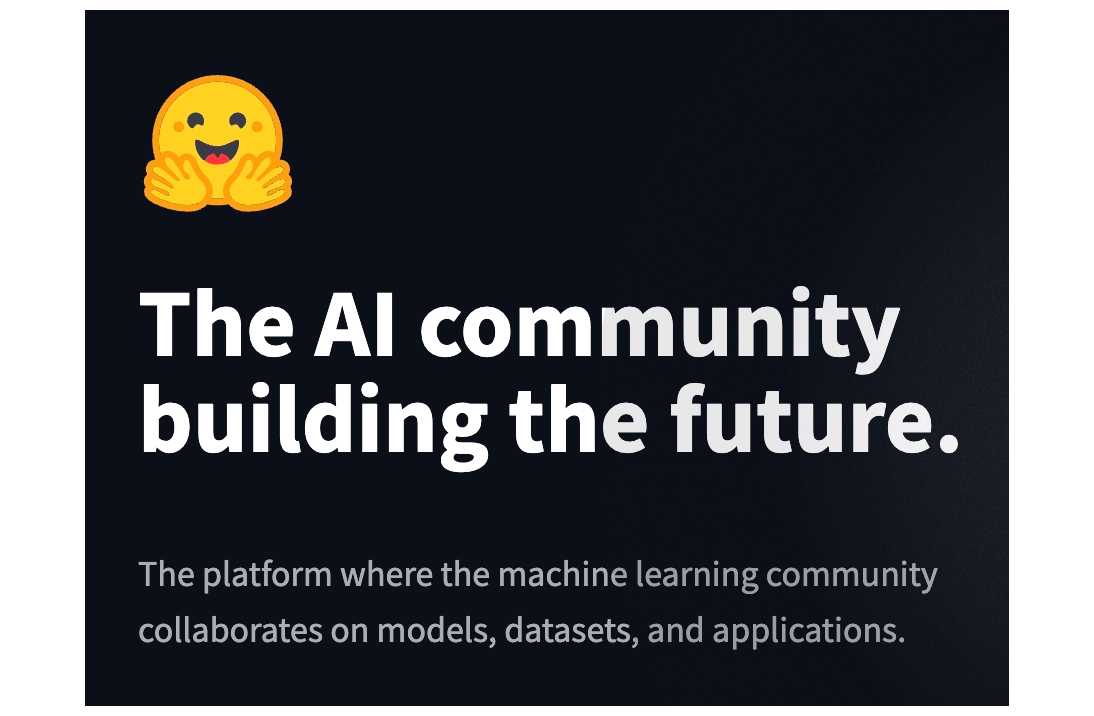 The AI community
building the future.
The platform where the machine learning community
collaborates on models, datasets, and applications.